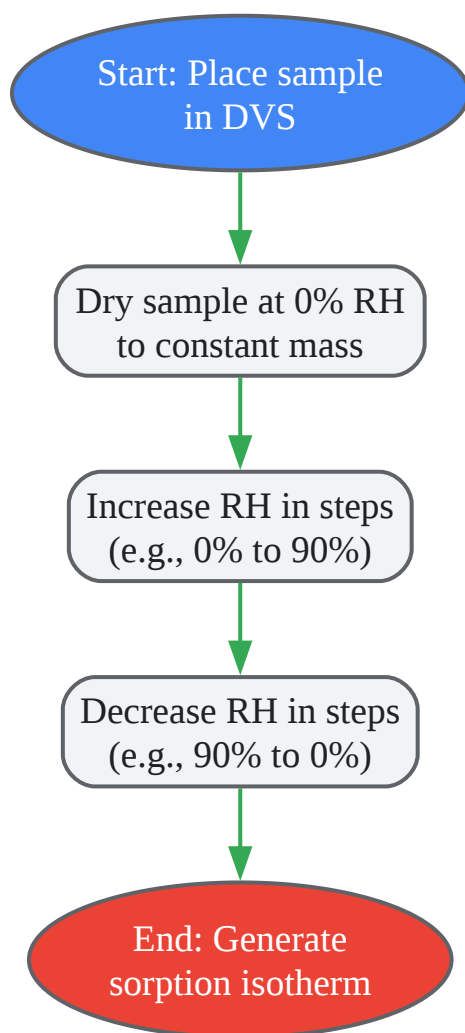 Start: Place sample
in DVS
Dry sample at 0% RH
to constant mass
Increase RH in steps
(e.g., 0% to 90%)
Decrease RH in steps
(e.g., 90% to 0%)
End: Generate
sorption isotherm